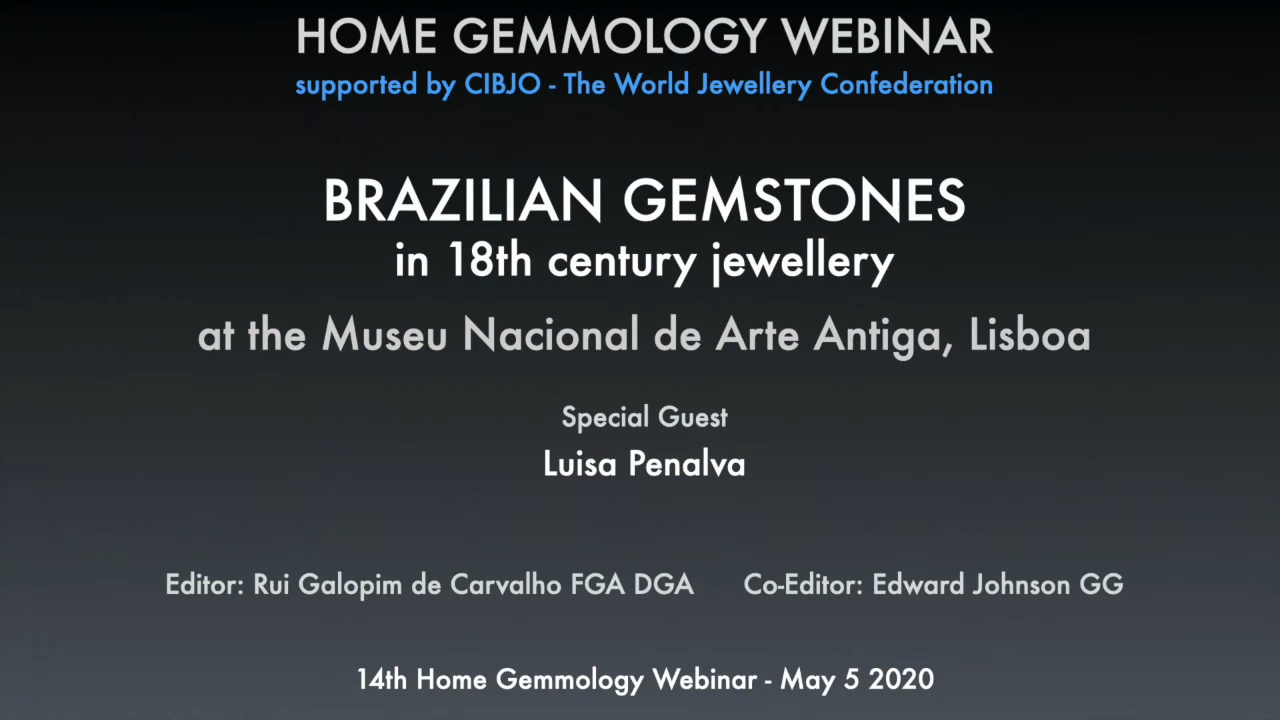 HOME GEMMOLOGY WEBINAR
supported by CIBJO - The World Jewellery Confederation
BRAZILIAN GEMSTONES
in 18th century jewellery
at the Museu Nacional de Arte Antiga, Lisboa
Special Guest
Luisa Penalva
Editor: Rui Galopim de Carvalho FGA DGA Co-Editor: Edward Johnson GG
14th Home Gemmology Webinar - May 5 2020